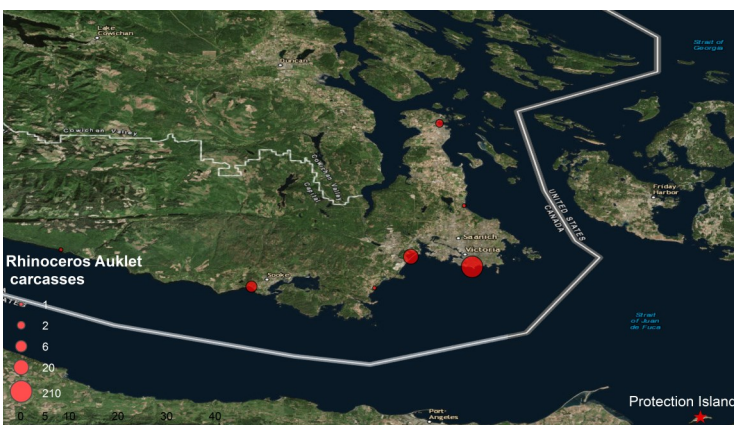 Lake
Cowichan
Duncan
Strait of
Georgia
Cowichan Valley
Cowichan Valley
Capital
Friday
Harbor
UNITED STATES
CANADA
Saanich
Victoria
Sooke
Rhinoceros Auklet
carcasses
1
2
6
20
210
Strait
of Juan
de Fuca
Protection Island
Port
Angeles
0 5 10 20 30 40